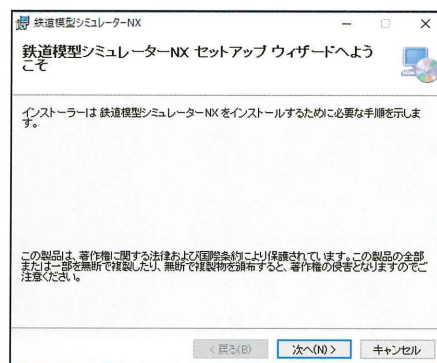 鉄道模型シミュレーターNX
鉄道模型シミュレーターNX セットアップ ウィザードへよう
こそ
インストーラーは 鉄道模型シミュレーターNX をインストールするために必要な手順を示しま
す。
この製品は、著作権に関する法律および国際条約により保護されています。この製品の全部
または一部を無断で複製したり、無断で複製物を頒布すると、著作権の侵害となりますのでご
注意ください。
< 戻る(B)
次へ(N) >
キャンセル